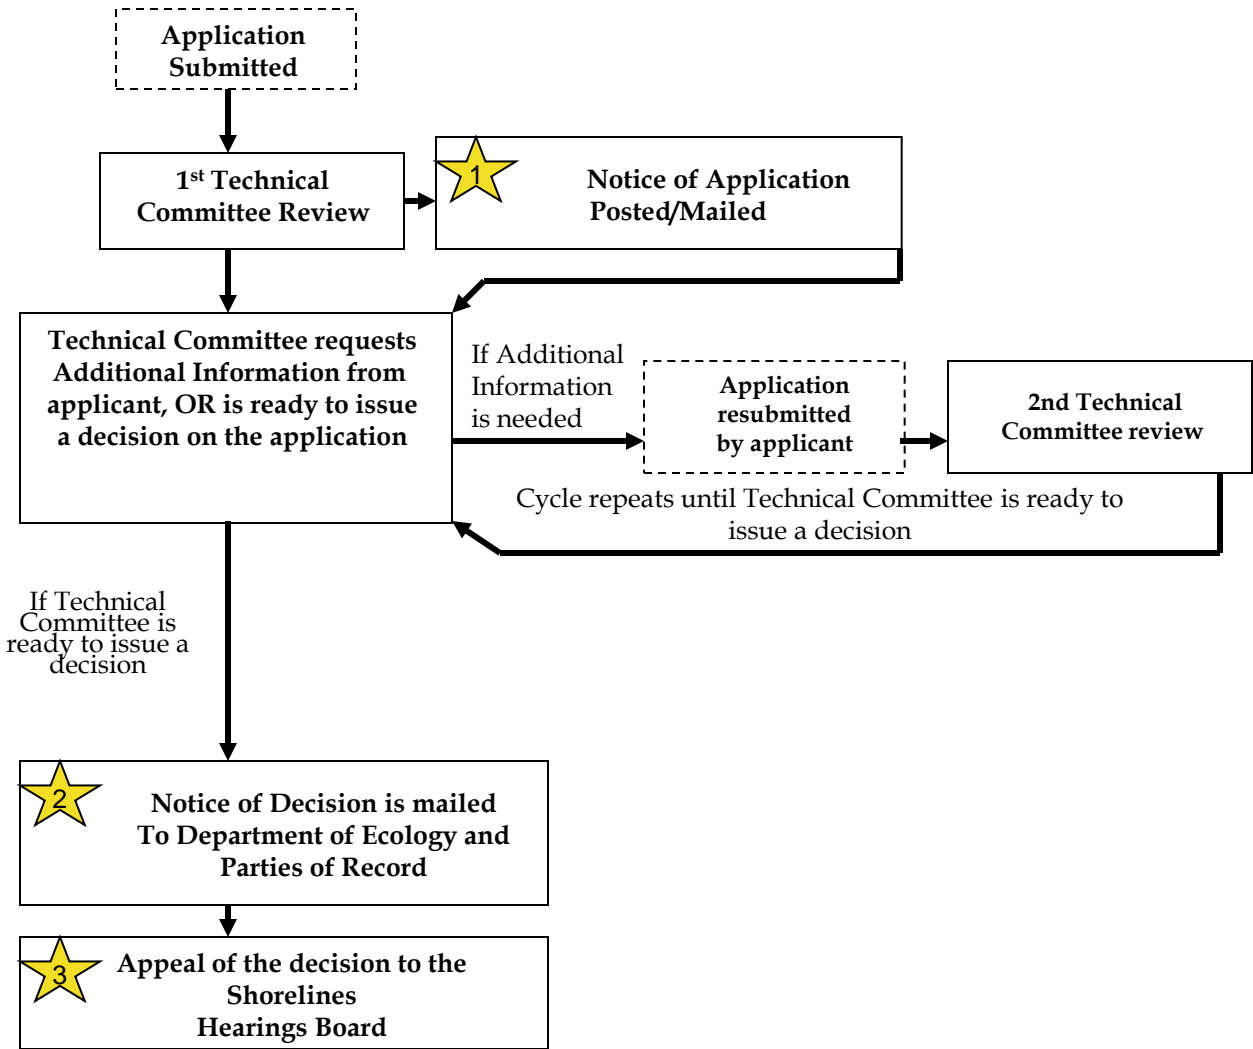 Application
Submitted
1st Technical
Committee Review
1
Notice of Application
Posted/Mailed
Technical Committee requests
Additional Information from
applicant, OR is ready to issue
a decision on the application
If Additional
Information
is needed
Application
resubmitted
by applicant
2nd Technical
Committee review
Cycle repeats until Technical Committee is ready to
issue a decision
If Technical
Committee is
ready to issue a
decision
2
Notice of Decision is mailed
To Department of Ecology and
Parties of Record
3
Appeal of the decision to the
Shorelines
Hearings Board